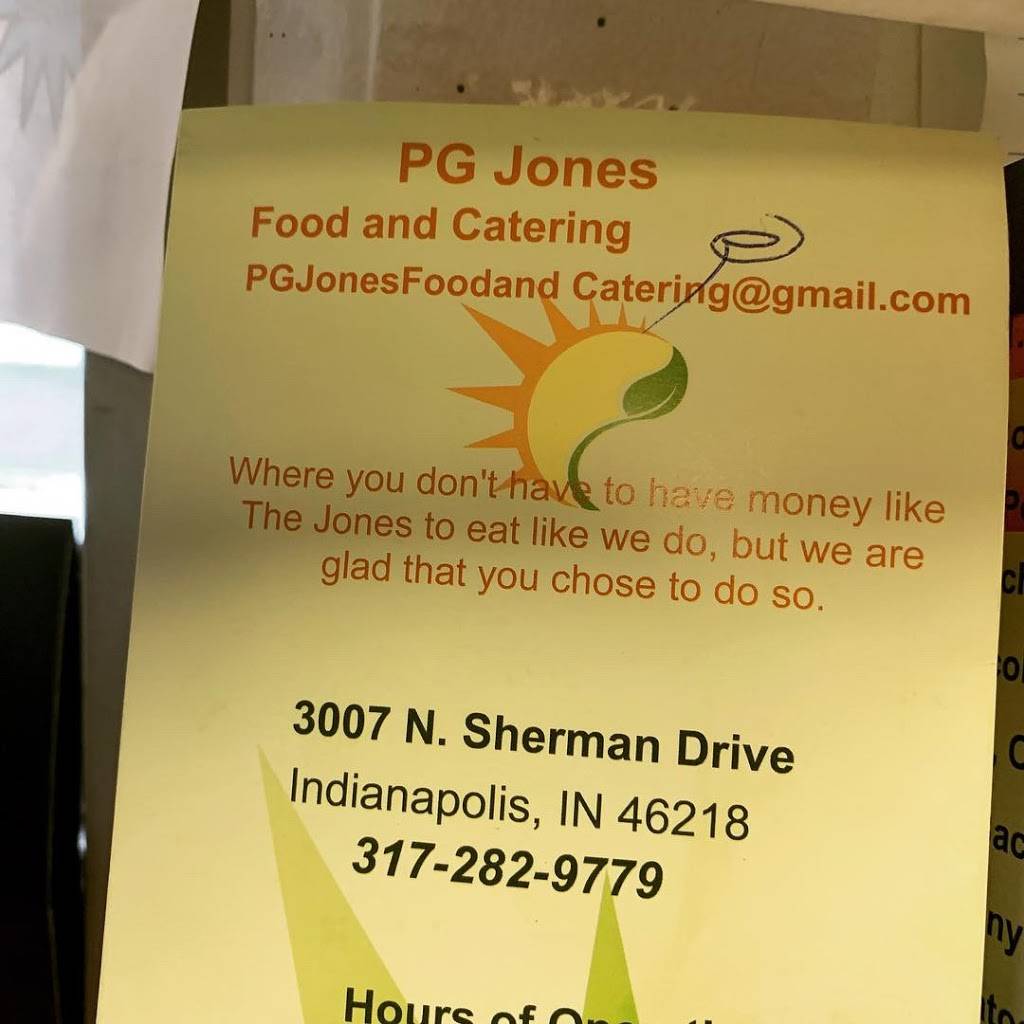 PG Jones
Food and Catering
PGJonesFoodand Catering@gmail.com
Where you don't have to have money like
The Jones to eat like we do, but we are
glad that you chose to do so.
3007 N. Sherman Drive
Indianapolis, IN 46218
317-282-9779
Hours of